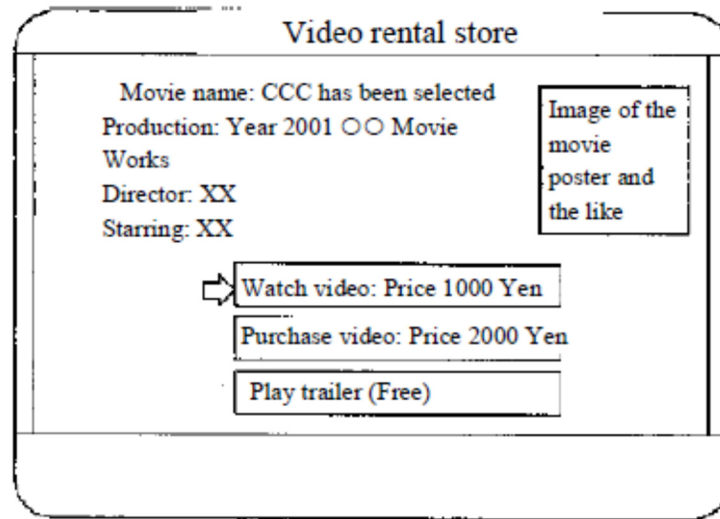 Video rental store
Movie name: CCC has been selected
Production: Year 2001 ○○ Movie
Works
Director: XX
Starring: XX
Image of the
movie
poster and
the like
Watch video: Price 1000 Yen
Purchase video: Price 2000 Yen
Play trailer (Free)